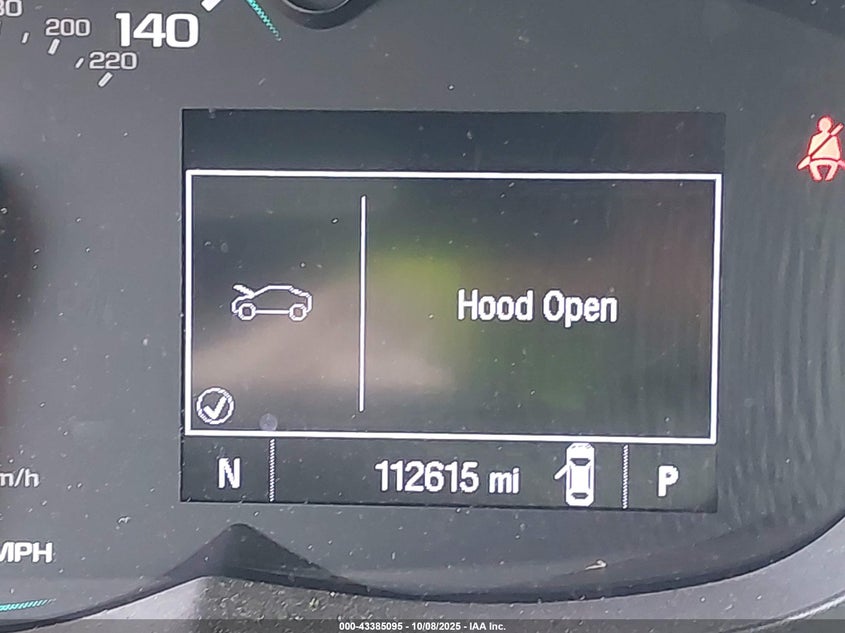 200
140
220
Hood Open
N
112615 mi
P
m/h
MPH
000-43385095 - 10/08/2025 - IAA Inc.